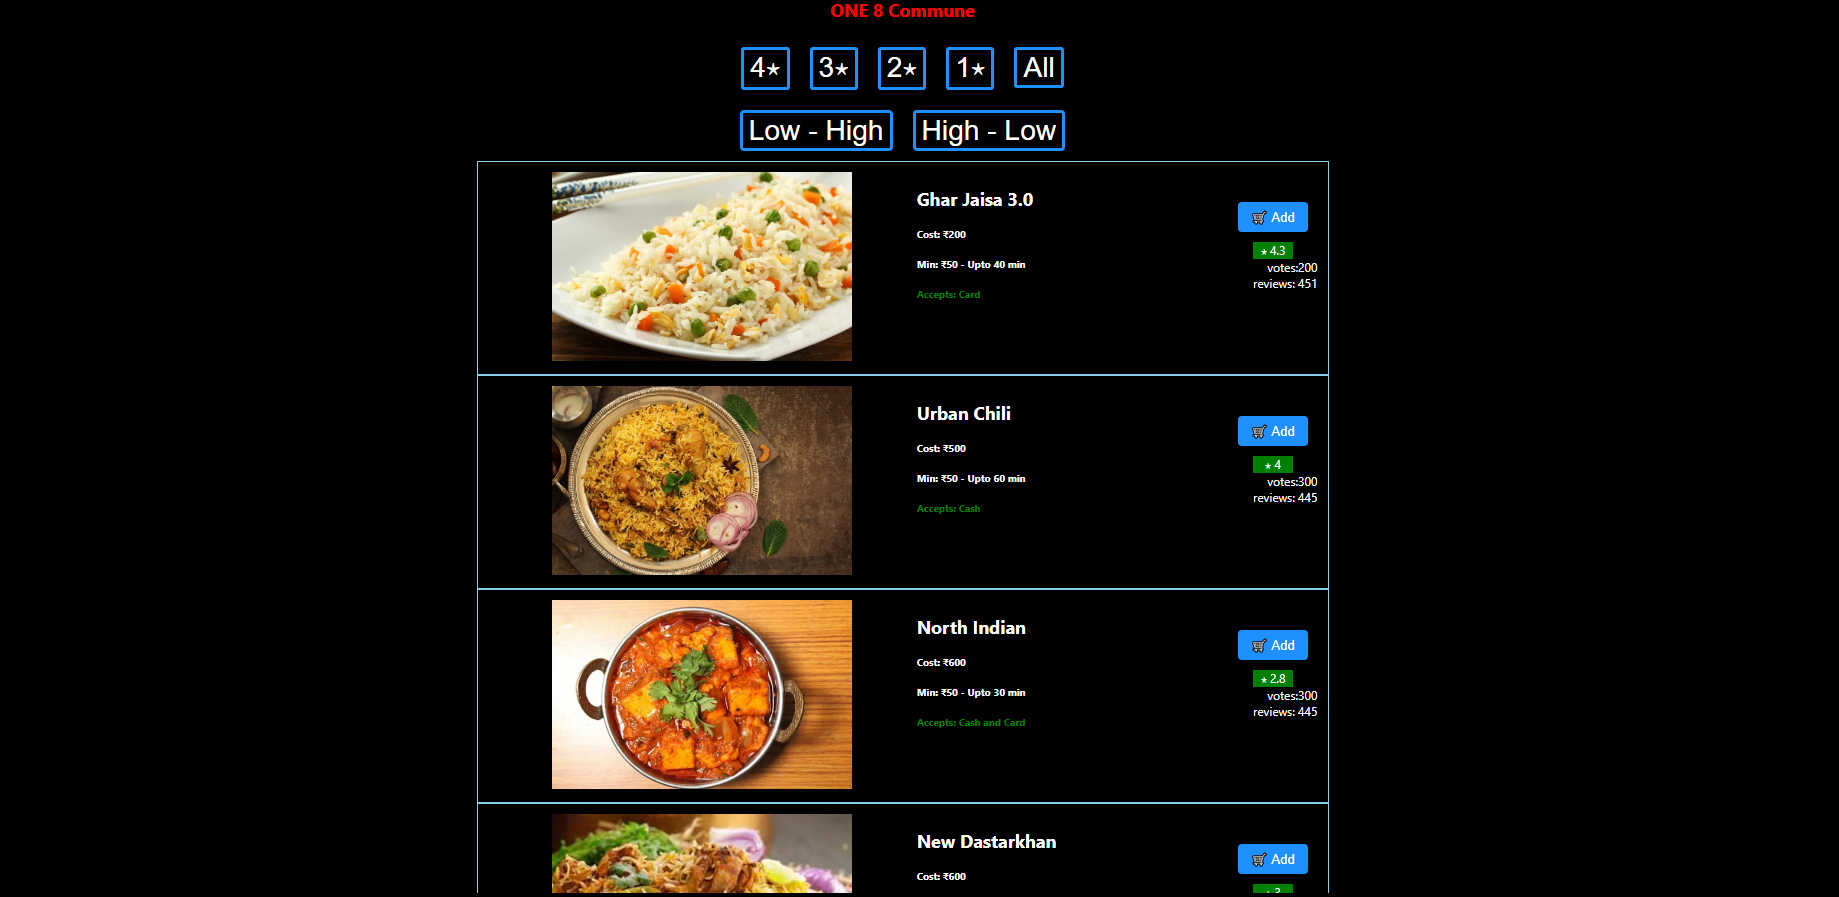 ONE 8 Commune
4⋆ 3⋆ 2⋆ 1⋆ All
Low - High High - Low
Ghar Jaisa 3.0
Cost: ₹200
Min: ₹50 - Upto 40 min
Accepts: Card
🛒 Add
⋆ 4.3
votes:200
reviews: 451
Urban Chili
Cost: ₹500
Min: ₹50 - Upto 60 min
Accepts: Cash
🛒 Add
⋆ 4
votes:300
reviews: 445
North Indian
Cost: ₹600
Min: ₹50 - Upto 30 min
Accepts: Cash and Card
🛒 Add
⋆ 2.8
votes:300
reviews: 445
New Dastarkhan
Cost: ₹600
🛒 Add
⋆ 3